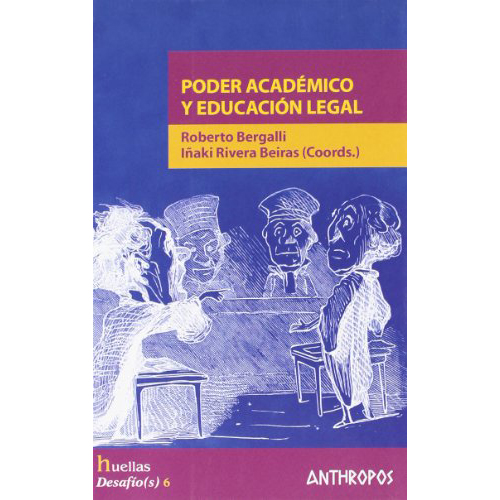 PODER ACADÉMICO
Y EDUCACIÓN LEGAL
Roberto Bergalli
Iñaki Rivera Beiras (Coords.)
huellas
Desafío(s) 6
ANTHROPOS